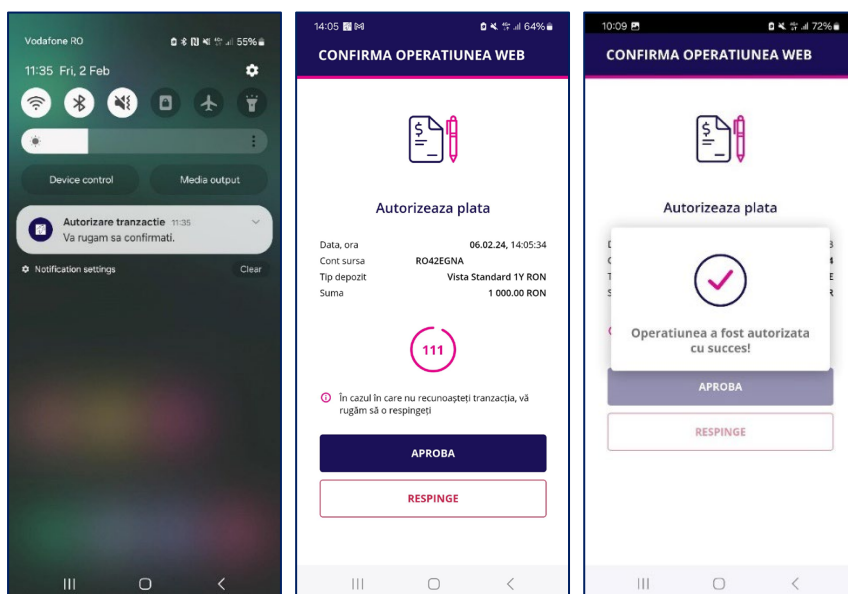 Vodafone RO
55%
11:35 Fri, 2 Feb
Device control
Media output
Autorizare tranzactie 11:35
Va rugam sa confirmati.
Notification settings
Clear
14:05
64%
CONFIRMA OPERATIUNEA WEB
$
Autorizeaza plata
Data, ora 06.02.24, 14:05:34
Cont sursa RO42EGNA
Tip depozit Vista Standard 1Y RON
Suma 1 000.00 RON
111
În cazul în care nu recunoașteți tranzacția, vă
rugăm să o respingeți
APROBA
RESPINGE
10:09
72%
CONFIRMA OPERATIUNEA WEB
$
Autorizeaza plata
Operatiunea a fost autorizata
cu succes!
APROBA
RESPINGE